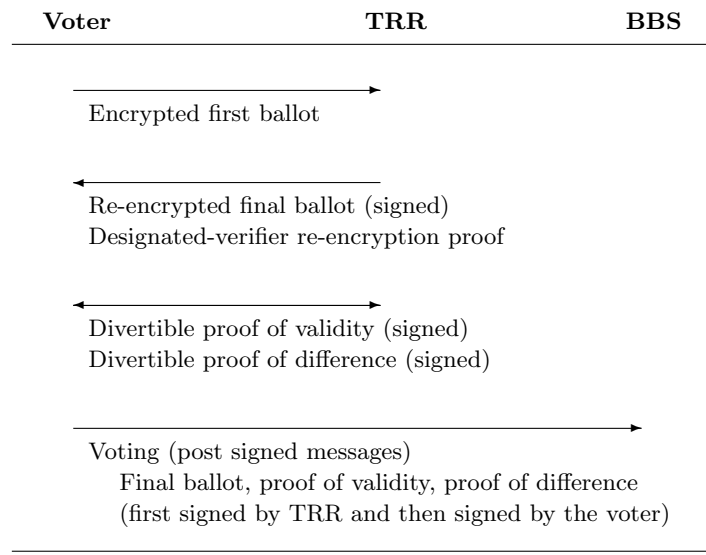 Voter TRR BBS
Encrypted first ballot
Re-encrypted final ballot (signed)
Designated-verifier re-encryption proof
Divertible proof of validity (signed)
Divertible proof of difference (signed)
Voting (post signed messages)
Final ballot, proof of validity, proof of difference
(first signed by TRR and then signed by the voter)